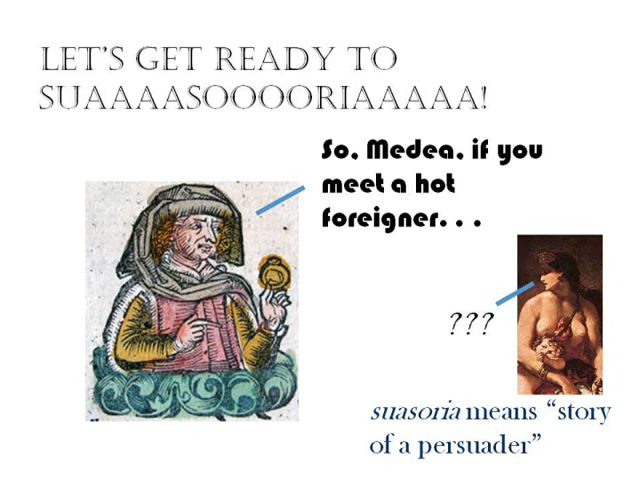 LET'S GET READY TO
SUAAAASOOOORIAAAAA!
So, Medea, if you
meet a hot
foreigner. . .
???
suasoria means “story
of a persuader”